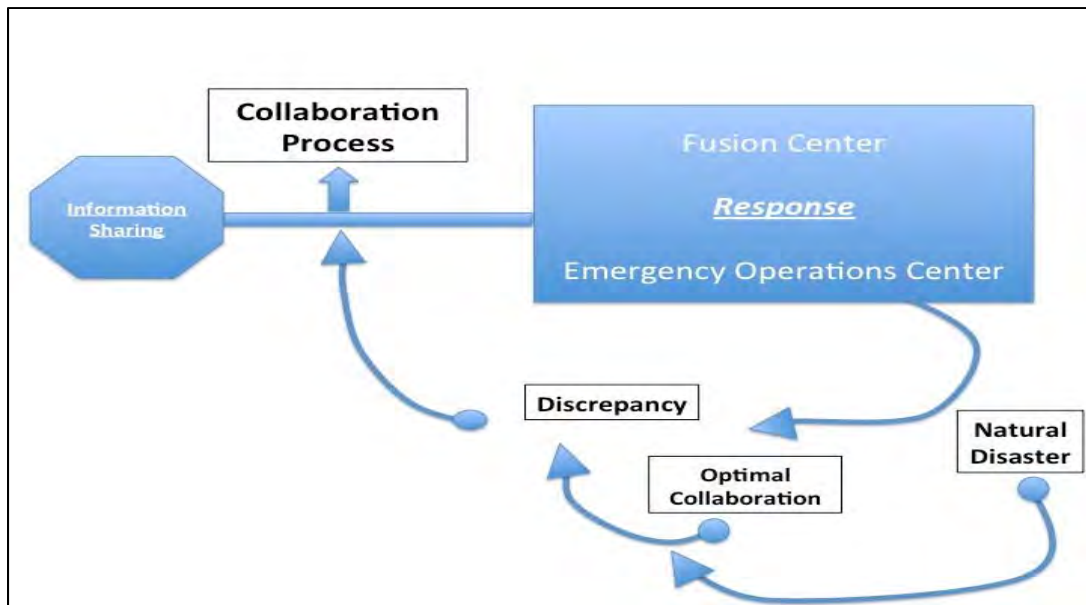 Collaboration
Process
Information
Sharing
Fusion Center
Response
Emergency Operations Center
Discrepancy
Natural
Disaster
Optimal
Collaboration